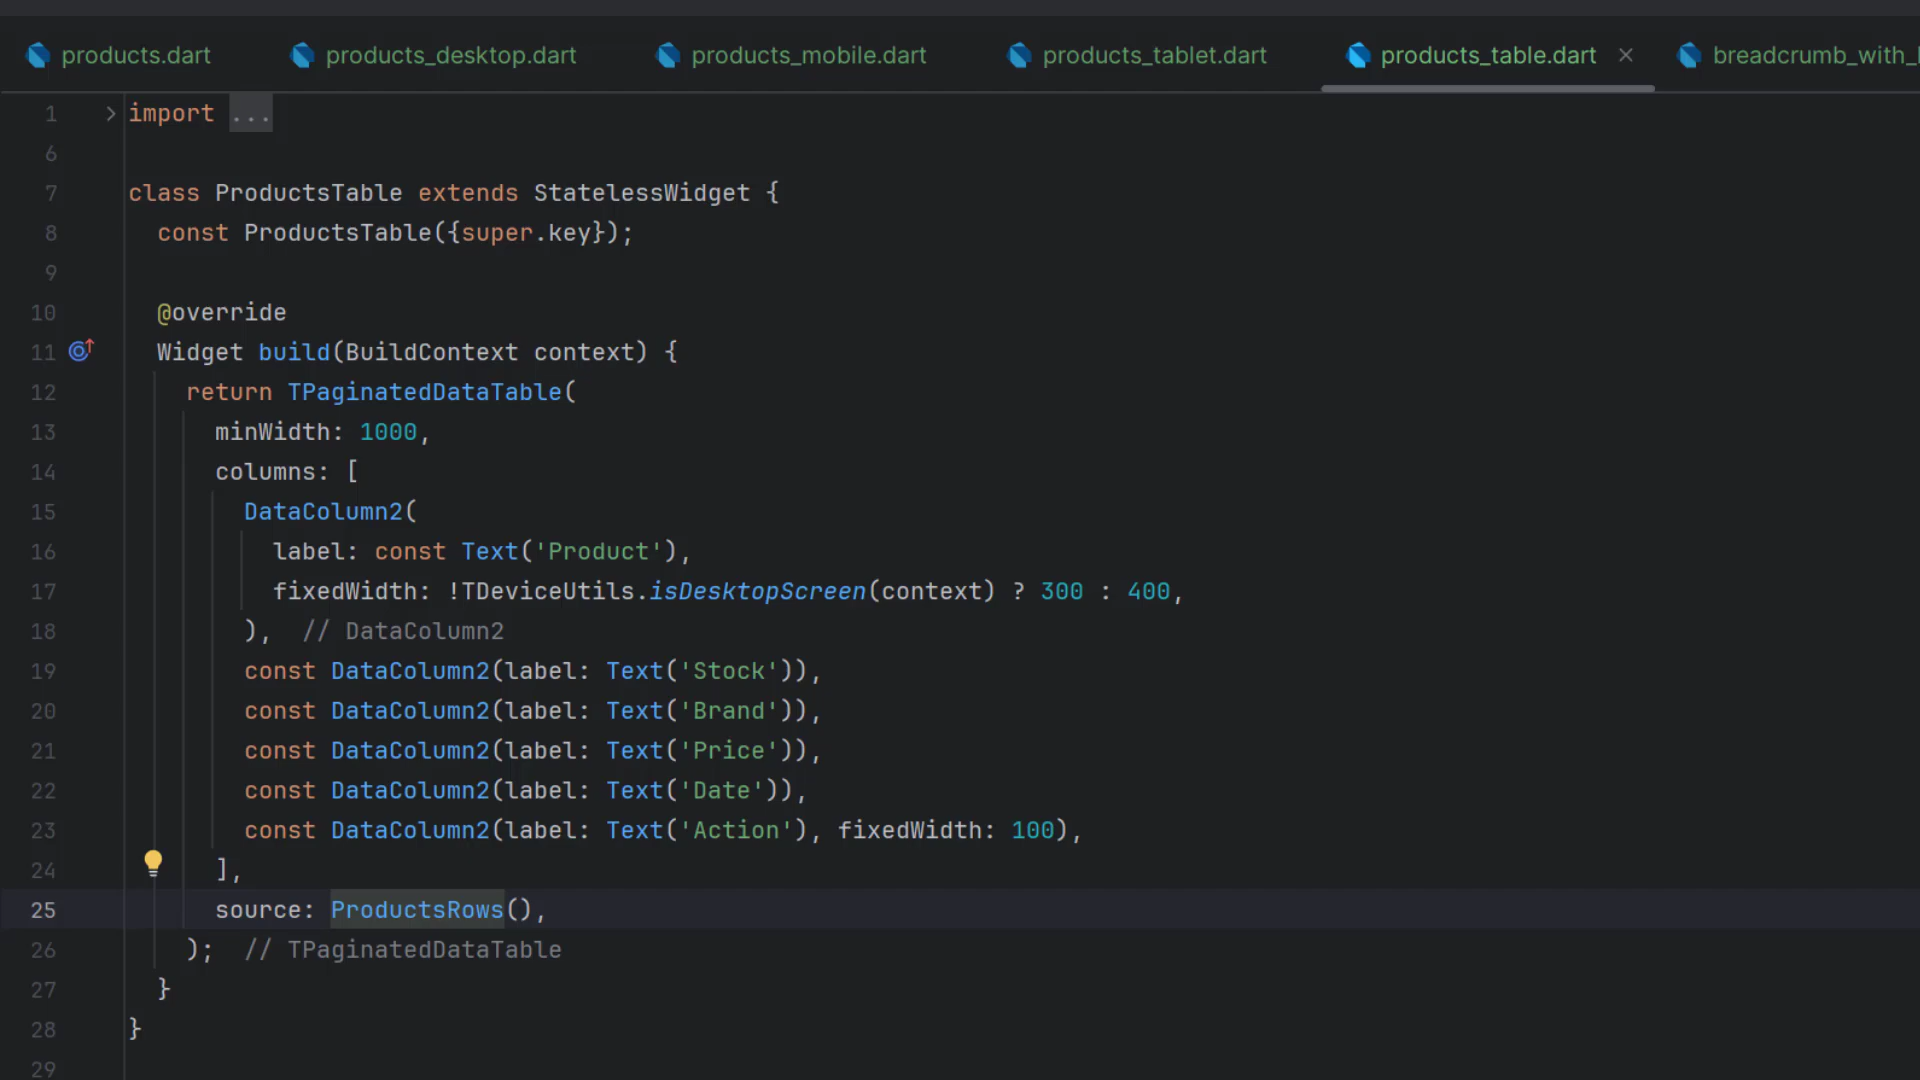 products.dart products_desktop.dart products_mobile.dart products_tablet.dart products_table.dart breadcrumb_with_
1 import ...
6
7 class ProductsTable extends StatelessWidget {
8 const ProductsTable({super.key});
9
10 @override
11 Widget build(BuildContext context) {
12 return TPaginatedDataTable(
13 minWidth: 1000,
14 columns: [
15 DataColumn2(
16 label: const Text('Product'),
17 fixedWidth: !TDeviceUtils.isDesktopScreen(context) ? 300 : 400,
18 ), // DataColumn2
19 const DataColumn2(label: Text('Stock')),
20 const DataColumn2(label: Text('Brand')),
21 const DataColumn2(label: Text('Price')),
22 const DataColumn2(label: Text('Date')),
23 const DataColumn2(label: Text('Action'), fixedWidth: 100),
24 ],
25 source: ProductsRows(),
26 ); // TPaginatedDataTable
27 }
28 }
29